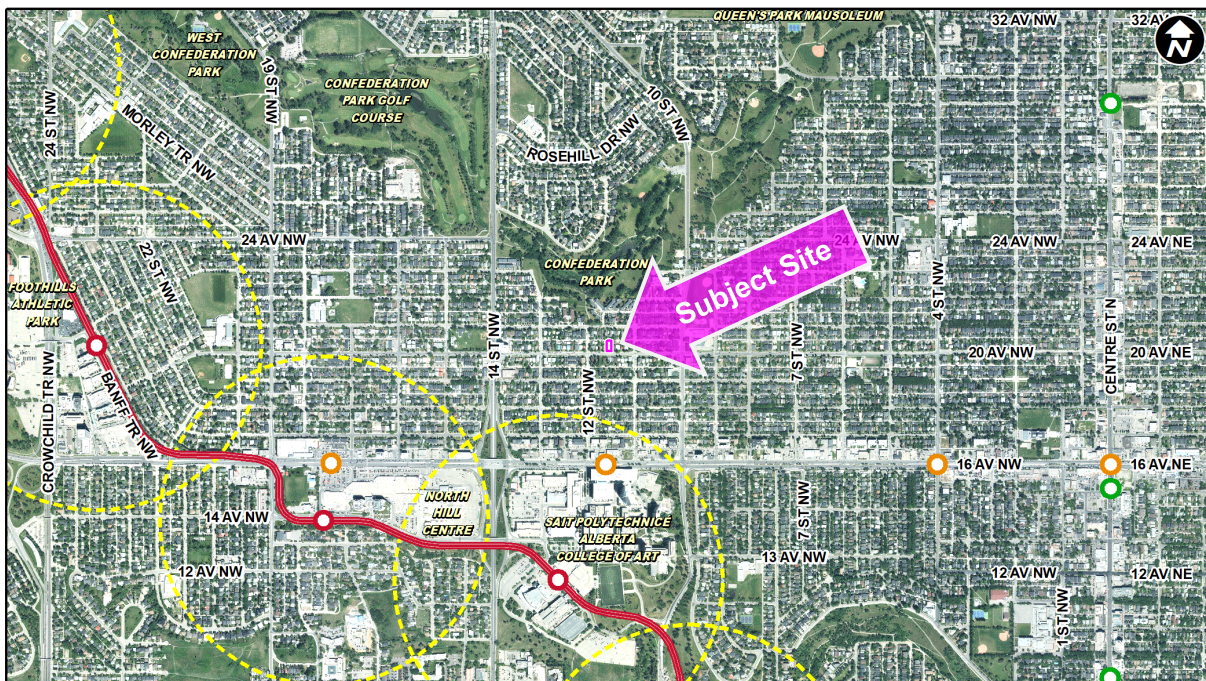 QUEEN'S PARK MAUSOLEUM
32 AV NW
32 AV
N
WEST
CONFEDERATION
PARK
19 ST NW
CONFEDERATION
PARK GOLF
COURSE
10 ST NW
24 ST NW
MORLEY TR NW
ROSEHILL DR NW
24 AV NW
24 AV NW
24 AV NW
24 AV NE
22 ST NW
CONFEDERATION
PARK
Subject Site
FOOTHILLS
ATHLETIC
PARK
4 ST NW
CENTRE ST N
14 ST NW
7 ST NW
20 AV NW
20 AV NE
12 ST NW
CROWCHILD TR NW
BANFF TR NW
16 AV NW
16 AV NE
NORTH
HILL
CENTRE
14 AV NW
SAIT POLYTECHNICE
ALBERTA
COLLEGE OF ART
7 ST NW
13 AV NW
12 AV NW
12 AV NW
12 AV NE
1 ST NW